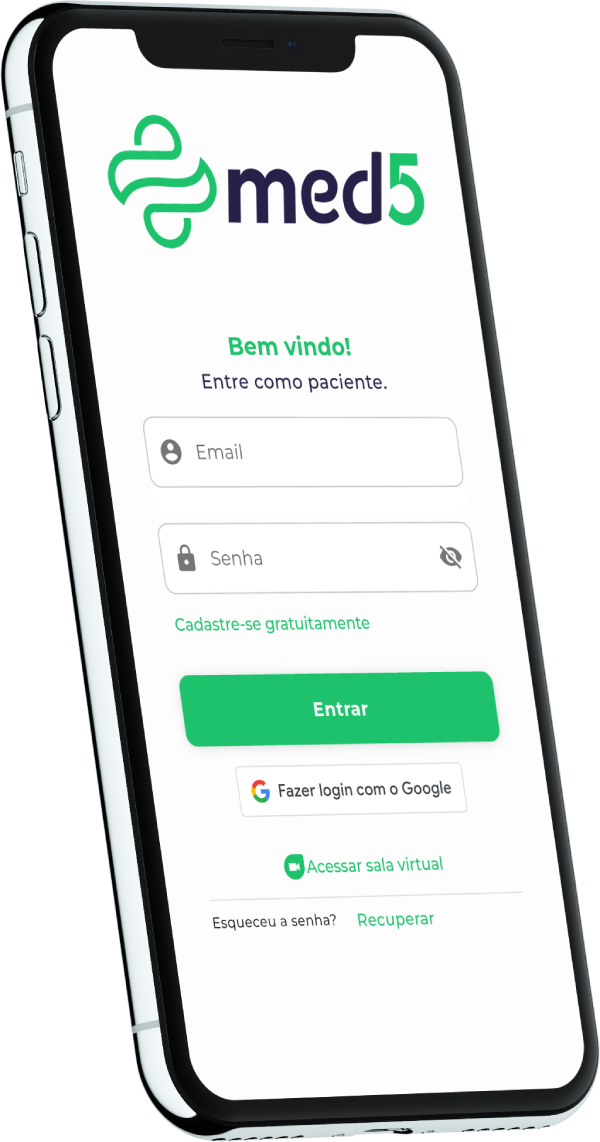 med5
Bem vindo!
Entre como paciente.
Email
Senha
Cadastre-se gratuitamente
Entrar
Fazer login com o Google
Acessar sala virtual
Esqueceu a senha? Recuperar